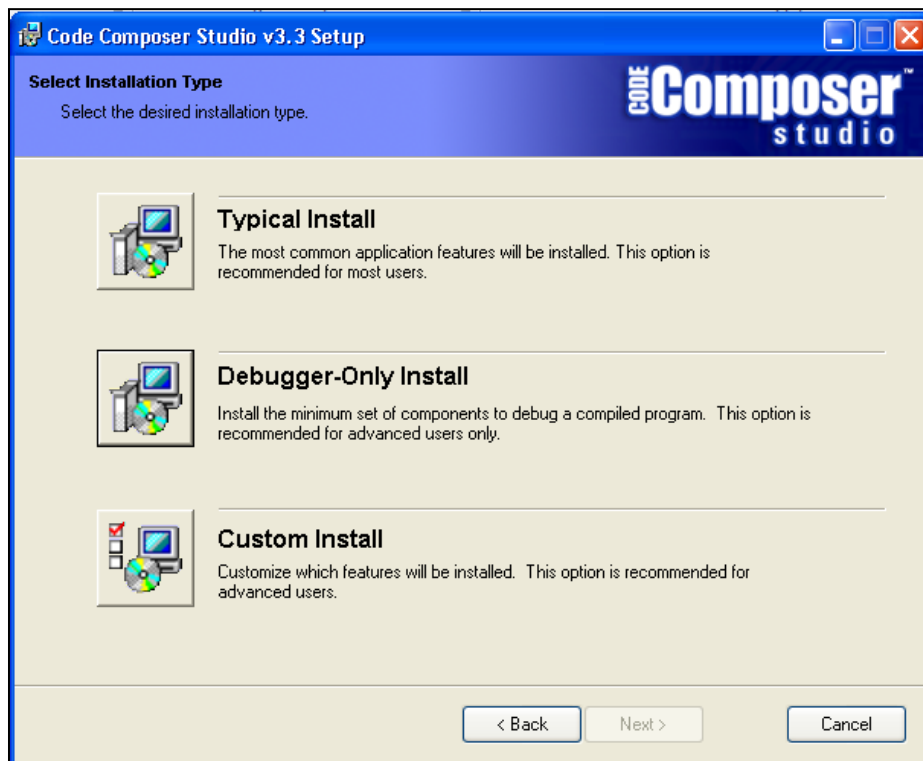 Code Composer Studio v3.3 Setup
Select Installation Type
Select the desired installation type.
CODE Composer™
studio
Typical Install
The most common application features will be installed. This option is
recommended for most users.
Debugger-Only Install
Install the minimum set of components to debug a compiled program.  This option is
recommended for advanced users only.
Custom Install
Customize which features will be installed.  This option is recommended for
advanced users.
< Back
Next >
Cancel